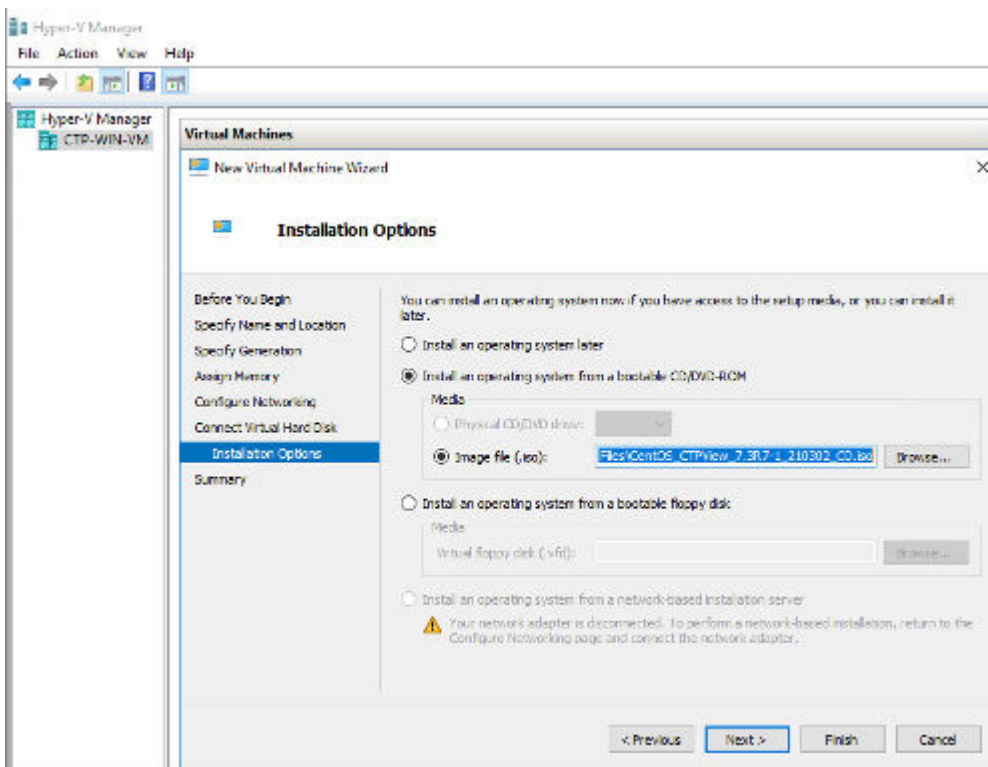 Hyper-V Manager
File Action View Help
Hyper-V Manager
CTP-WIN-VM
Virtual Machines
New Virtual Machine Wizard
Installation Options
Before You Begin
Specify Name and Location
Specify Generation
Assign Memory
Configure Networking
Connect Virtual Hard Disk
Installation Options
Summary
You can install an operating system now if you have access to the setup media, or you can install it
later.
Install an operating system later
Install an operating system from a bootable CD/DVD-ROM
Media
Physical CD/DVD drive:
Image file (.iso): Files\CentOS_CTPView_7.3R7-1_210302_CD.iso Browse...
Install an operating system from a bootable floppy disk
Media
Virtual floppy disk (.vfd): Browse...
Install an operating system from a network-based installation server
Your network adapter is disconnected. To perform a network-based installation, return to the
Configure Networking page and connect the network adapter.
< Previous Next > Finish Cancel